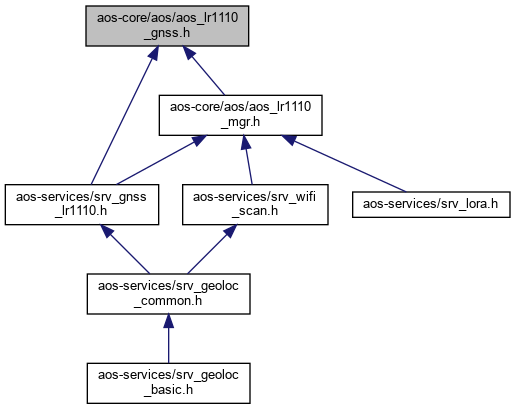 aos-core/aos/aos_lr1110
_gnss.h
aos-core/aos/aos_lr1110
_mgr.h
aos-services/srv_gnss
_lr1110.h
aos-services/srv_wifi
_scan.h
aos-services/srv_lora.h
aos-services/srv_geoloc
_common.h
aos-services/srv_geoloc
_basic.h